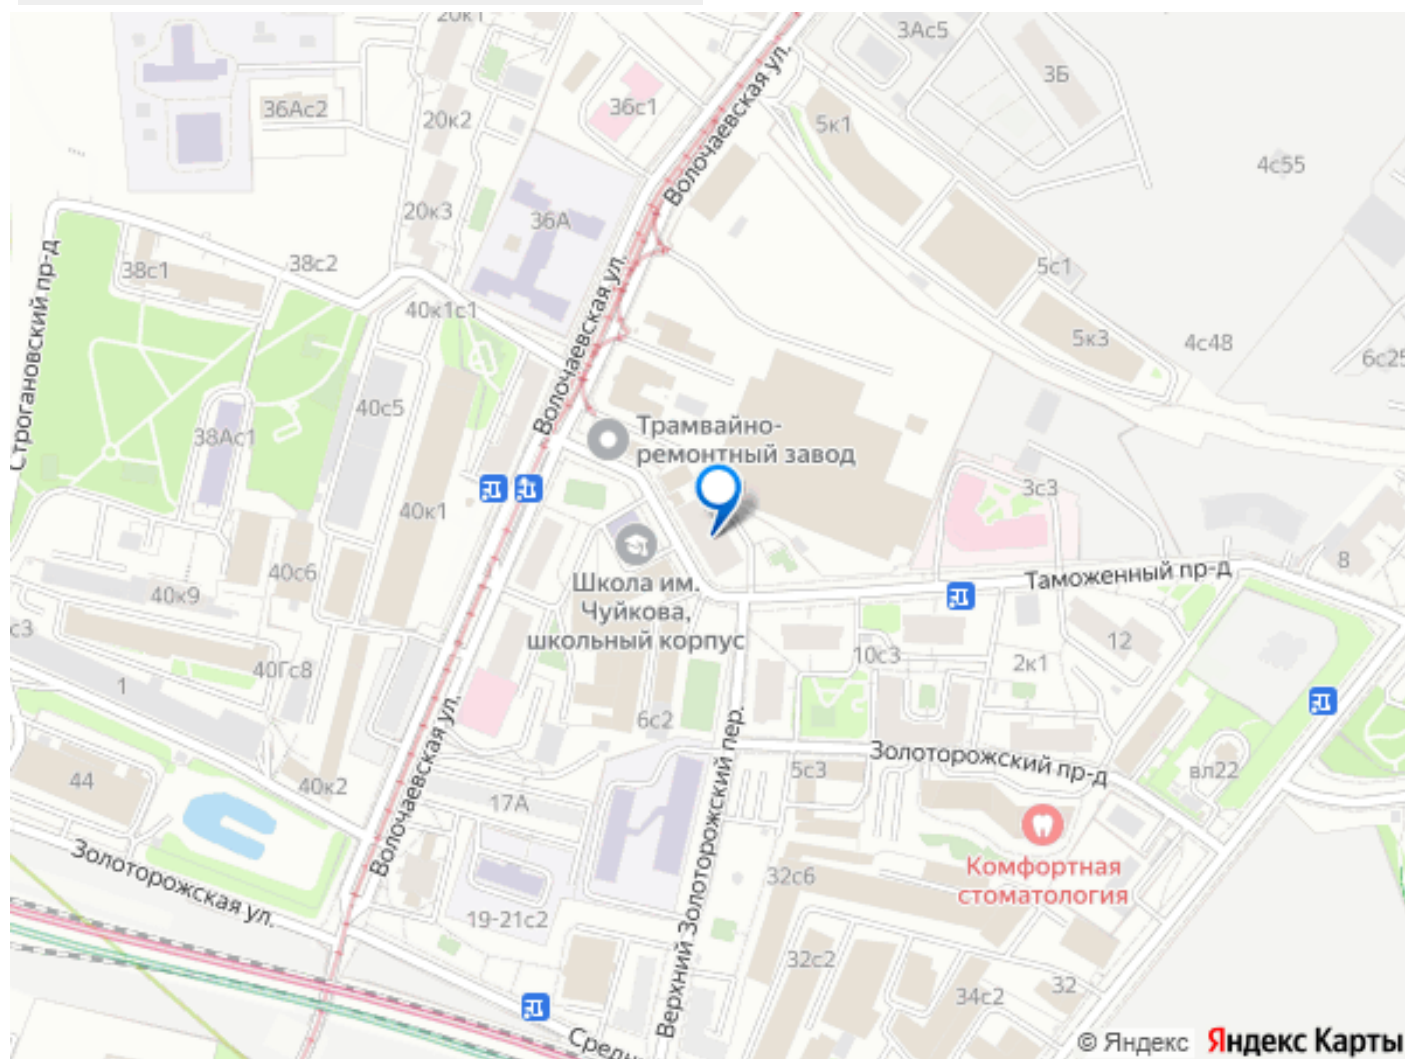 20к1
3Ас5
3Б
36Ас2
36с1
20к2
5к1
Волочаевская ул.
4с55
20к3
36А
38с1
38с2
5с1
Строгановский пр-д
40к1с1
Волочаевская ул.
5к3
4с48
6с25
40с5
38Ас1
Трамвайно-
ремонтный завод
3с3
40к1
8
40с6
Школа им.
Чуйкова,
школьный корпус
Таможенный пр-д
40к9
с3
12
10с3
2к1
40Гс8
1
6с2
Волочаевская ул.
Верхний Золоторожский пер.
Золоторожский пр-д
5с3
вл22
44
40к2
17А
Золоторожская ул.
Комфортная
стоматология
32с6
19-21с2
32с2
32
34с2
Средн
© Яндекс Яндекс Карты